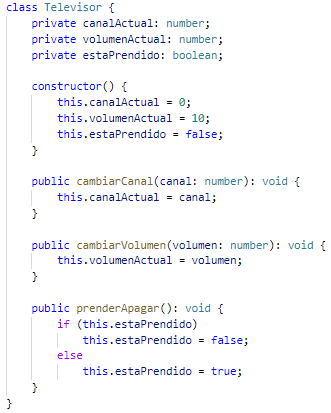 class Televisor {
    private canalActual: number;
    private volumenActual: number;
    private estaPrendido: boolean;

    constructor() {
        this.canalActual = 0;
        this.volumenActual = 10;
        this.estaPrendido = false;
    }

    public cambiarCanal(canal: number): void {
        this.canalActual = canal;
    }

    public cambiarVolumen(volumen: number): void {
        this.volumenActual = volumen;
    }

    public prenderApagar(): void {
        if (this.estaPrendido)
            this.estaPrendido = false;
        else
            this.estaPrendido = true;
    }
}